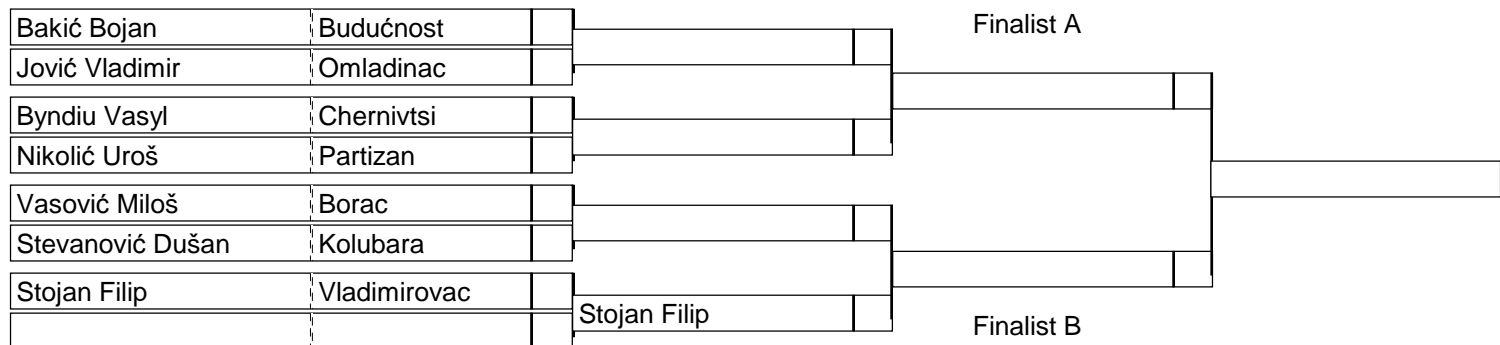 Bakić Bojan Budućnost
Finalist A
Jović Vladimir Omladinac
Byndiu Vasyl Chernivtsi
Nikolić Uroš Partizan
Vasović Miloš Borac
Stevanović Dušan Kolubara
Stojan Filip Vladimirovac
Stojan Filip
Finalist B